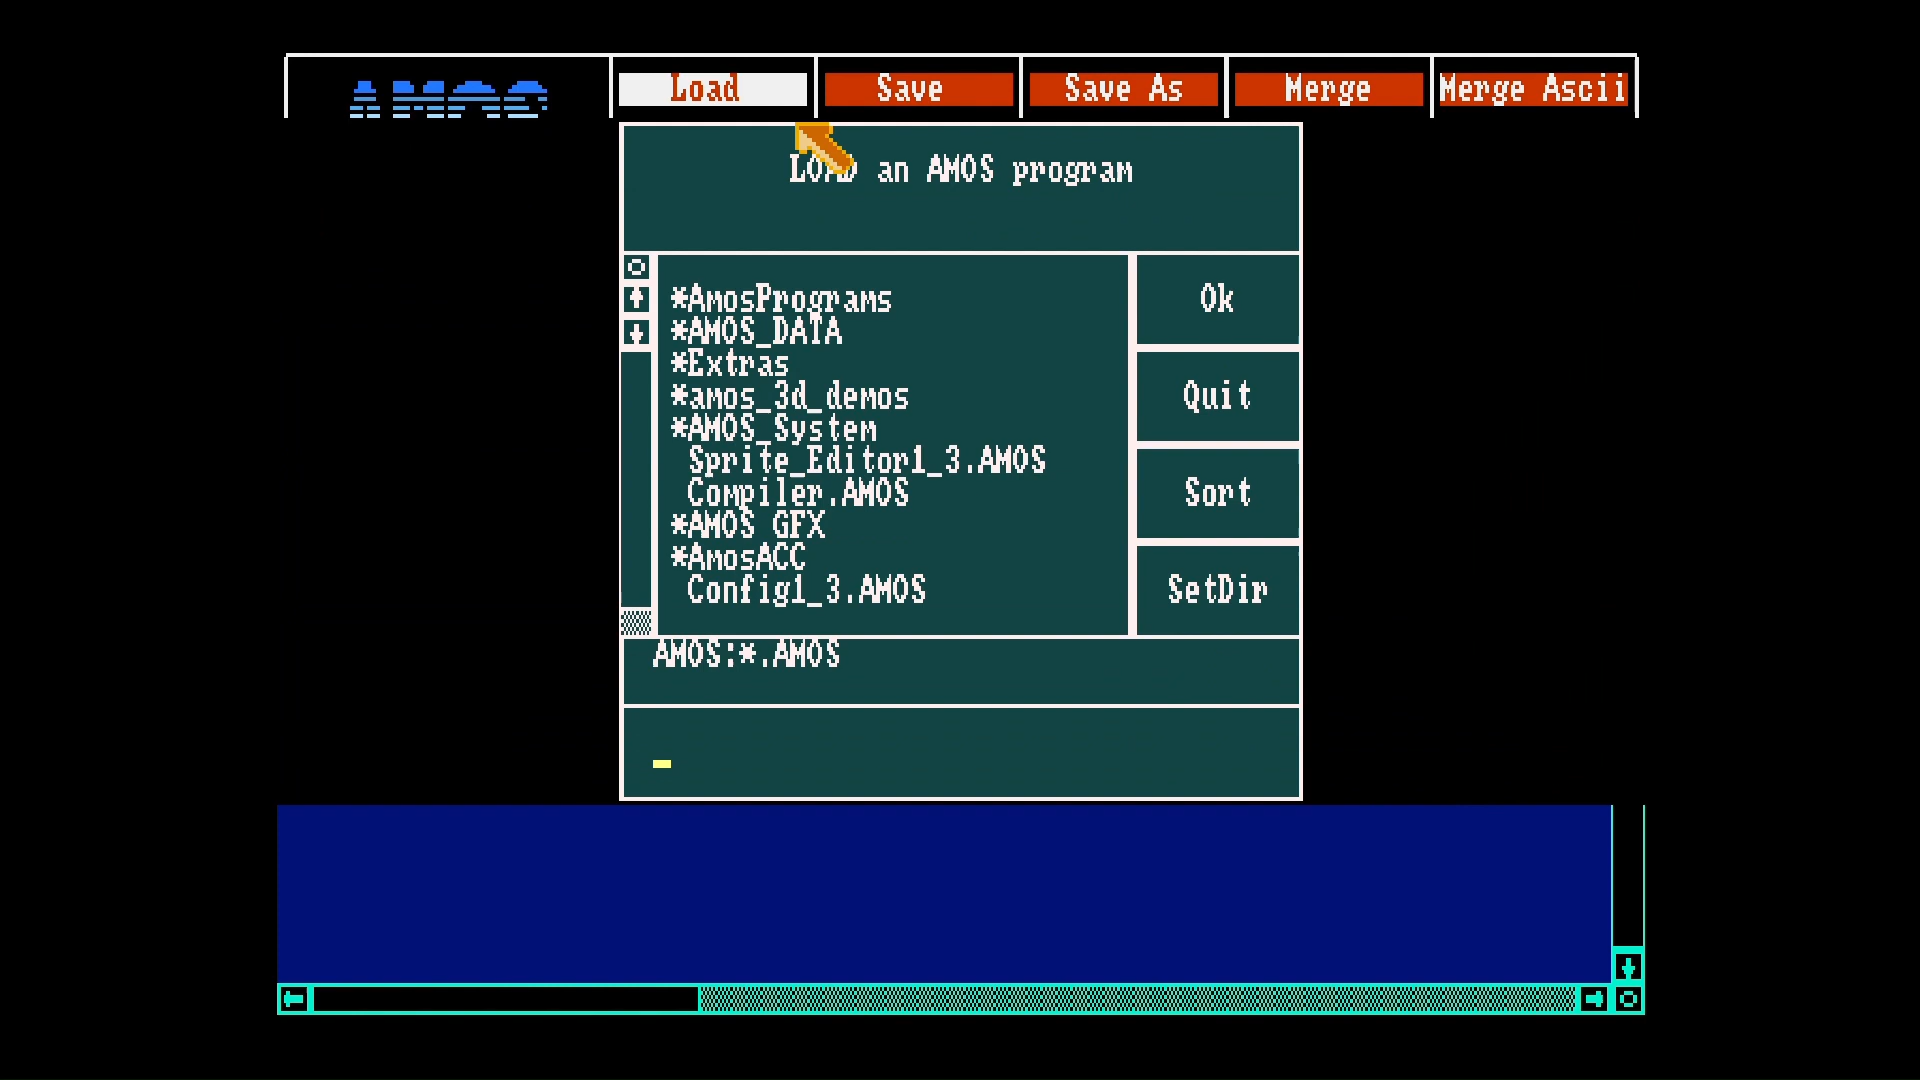 AMOS Load Save Save As Merge Merge Ascii
LOAD an AMOS program
*AmosPrograms
*AMOS_DATA
*Extras
*amos_3d_demos
*AMOS_System
Sprite_Editor1_3.AMOS
Compiler.AMOS
*AMOS GFX
*AmosACC
Config1_3.AMOS
Ok
Quit
Sort
SetDir
AMOS:*.AMOS